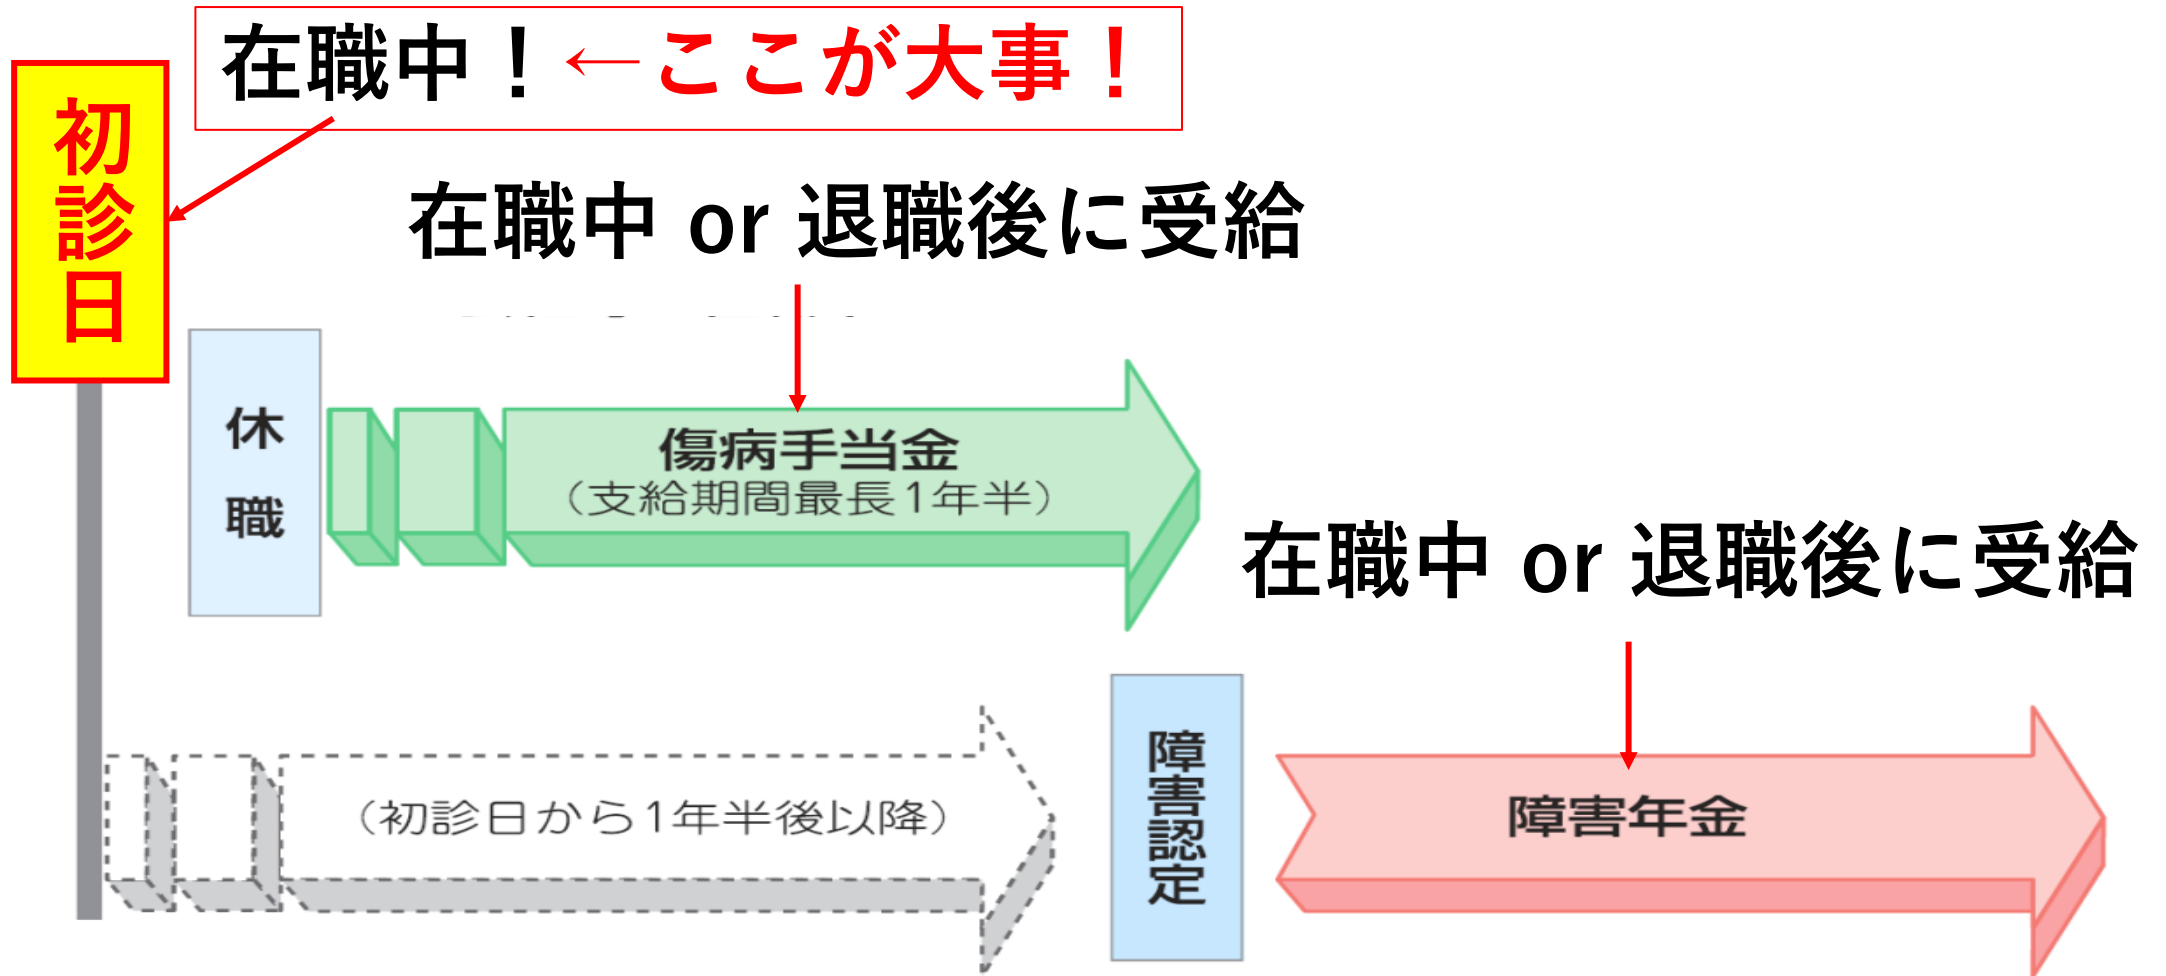 在職中！←ここが大事！
初診日
在職中 or 退職後に受給
休職
傷病手当金
（支給期間最長1年半）
在職中 or 退職後に受給
（初診日から1年半後以降）
障害認定
障害年金